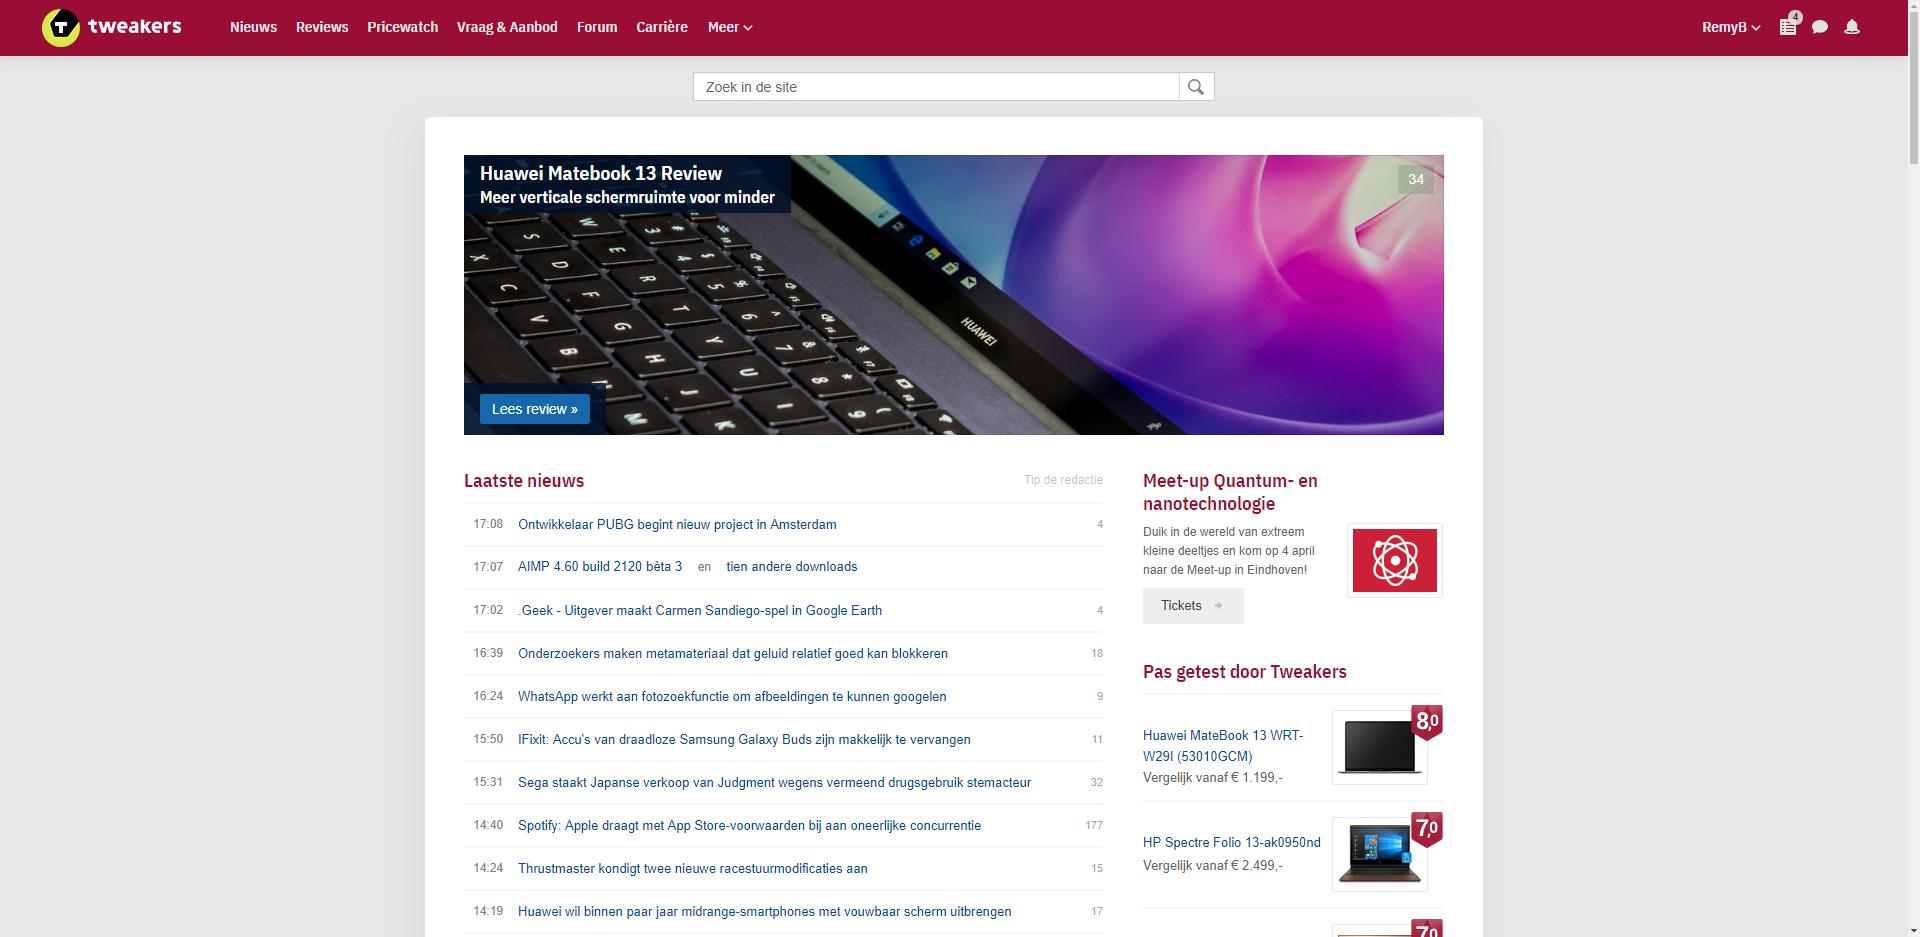 tweakers
Nieuws Reviews Pricewatch Vraag & Aanbod Forum Carrière Meer
RemyB 4
Zoek in de site
Huawei Matebook 13 Review
Meer verticale schermruimte voor minder
34
HUAWEI
Lees review »
Laatste nieuws
Tip de redactie
17:08 Ontwikkelaar PUBG begint nieuw project in Amsterdam 4
17:07 AIMP 4.60 build 2120 bèta 3 en tien andere downloads
17:02 .Geek - Uitgever maakt Carmen Sandiego-spel in Google Earth 4
16:39 Onderzoekers maken metamateriaal dat geluid relatief goed kan blokkeren 18
16:24 WhatsApp werkt aan fotozoekfunctie om afbeeldingen te kunnen googelen 9
15:50 IFixit: Accu's van draadloze Samsung Galaxy Buds zijn makkelijk te vervangen 11
15:31 Sega staakt Japanse verkoop van Judgment wegens vermeend drugsgebruik stemacteur 32
14:40 Spotify: Apple draagt met App Store-voorwaarden bij aan oneerlijke concurrentie 177
14:24 Thrustmaster kondigt twee nieuwe racestuurmodificaties aan 15
14:19 Huawei wil binnen paar jaar midrange-smartphones met vouwbaar scherm uitbrengen 17
Meet-up Quantum- en
nanotechnologie
Duik in de wereld van extreem
kleine deeltjes en kom op 4 april
naar de Meet-up in Eindhoven!
Tickets
Pas getest door Tweakers
Huawei MateBook 13 WRT-
W29I (53010GCM)
Vergelijk vanaf € 1.199,-
8,0
HP Spectre Folio 13-ak0950nd
Vergelijk vanaf € 2.499,-
7,0
7,0